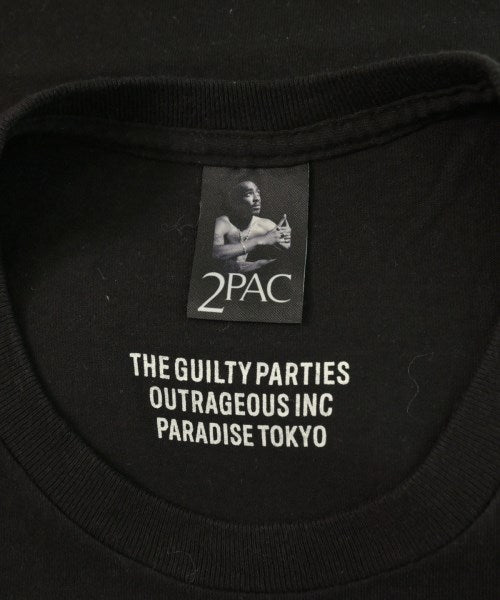 2PAC
THE GUILTY PARTIES
OUTRAGEOUS INC
PARADISE TOKYO